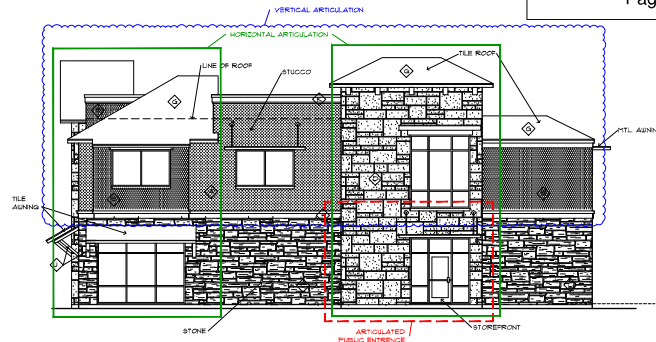 Pag
VERTICAL ARTICULATION
HORIZONTAL ARTICULATION
TILE ROOF
LINE OF ROOF
STUCCO
G
G
G
MTL. AWNIN
TILE
AWNING
STONE
STOREFRONT
ARTICULATED
PUBLIC ENTRENCE